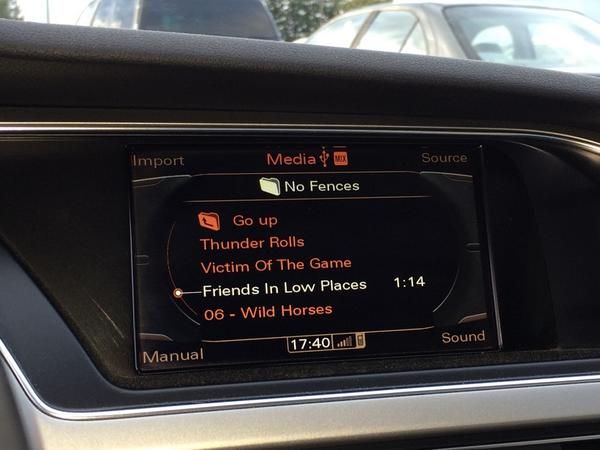 Import Media MIX Source
No Fences
Go up
Thunder Rolls
Victim Of The Game
Friends In Low Places 1:14
06 - Wild Horses
Manual 17:40 Sound